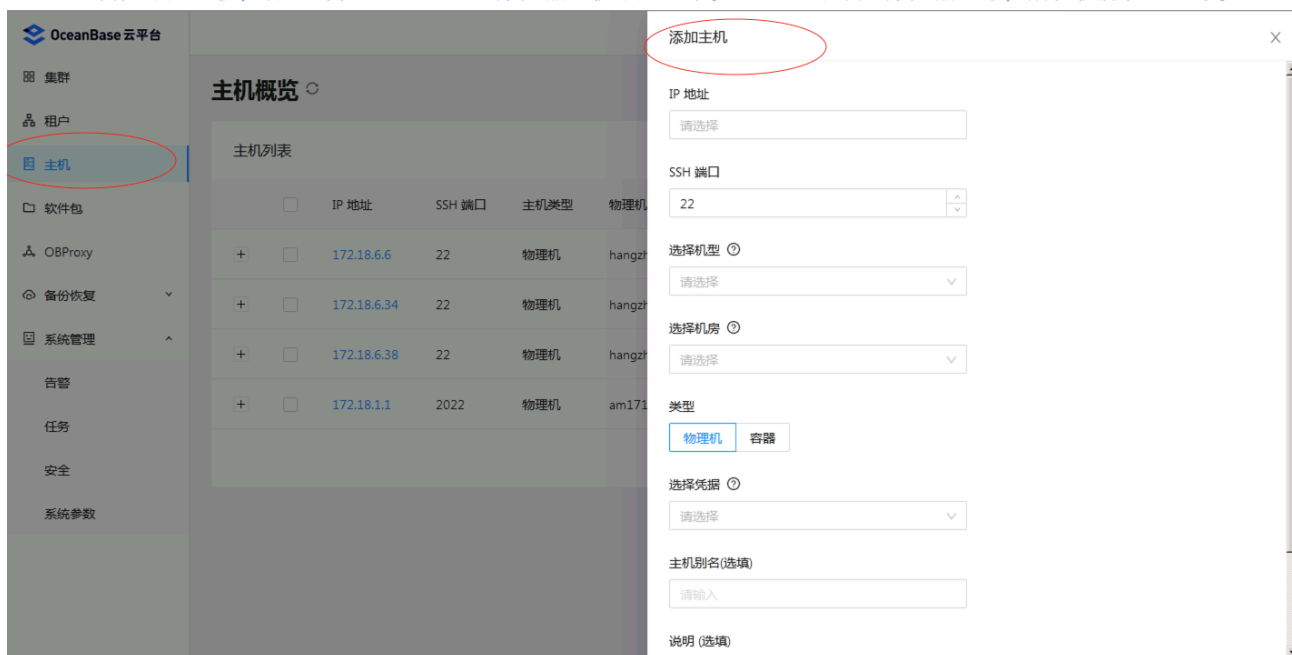 OceanBase云平台
集群
租户
主机
软件包
OBProxy
备份恢复
系统管理
告警
任务
安全
系统参数
主机概览
主机列表
IP 地址 SSH 端口 主机类型 物理机
172.18.6.6 22 物理机 hangzh
172.18.6.34 22 物理机 hangzh
172.18.6.38 22 物理机 hangzh
172.18.1.1 2022 物理机 am171
添加主机
IP 地址
请选择
SSH 端口
22
选择机型
请选择
选择机房
请选择
类型
物理机 容器
选择凭据
请选择
主机别名(选填)
请输入
说明 (选填)